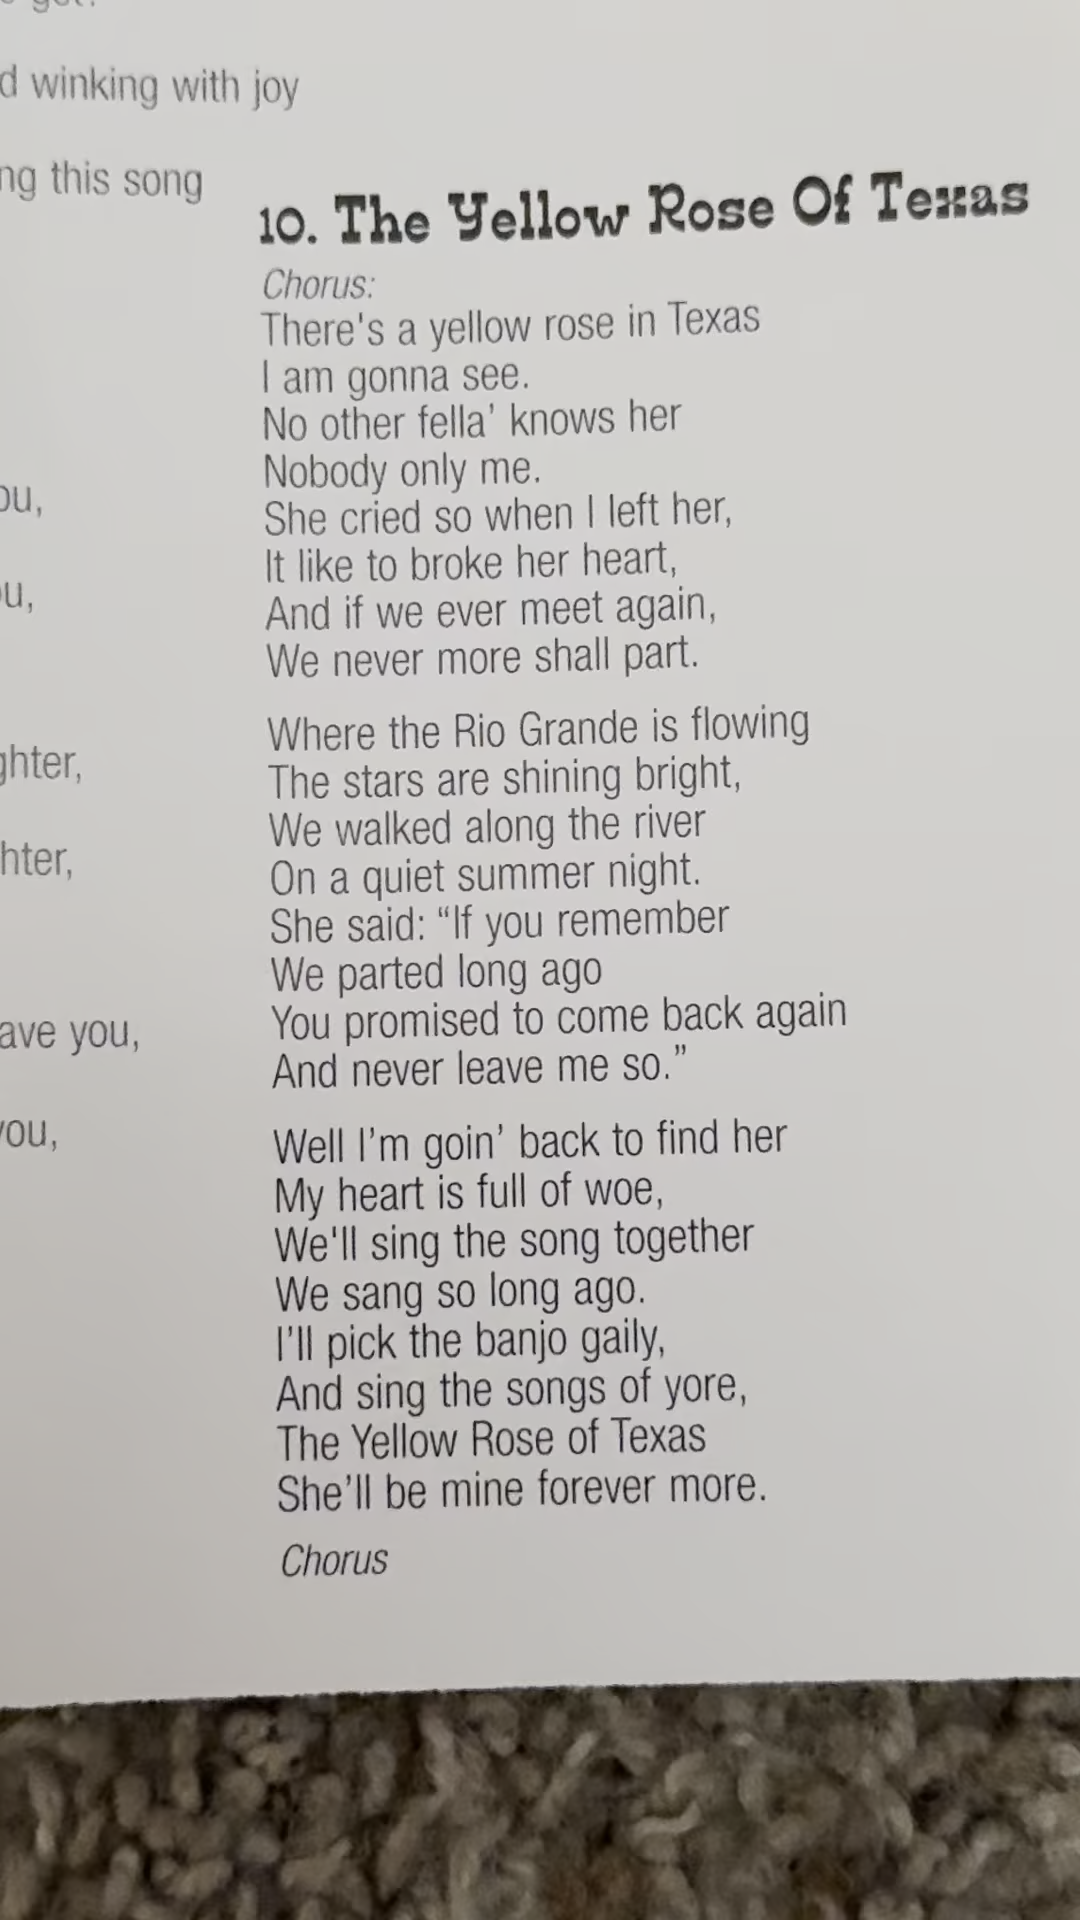 d winking with joy
ng this song
ou,
u,
ghter,
hter,
ave you,
you,
10. The Yellow Rose Of Texas
Chorus:
There's a yellow rose in Texas
I am gonna see.
No other fella’ knows her
Nobody only me.
She cried so when I left her,
It like to broke her heart,
And if we ever meet again,
We never more shall part.
Where the Rio Grande is flowing
The stars are shining bright,
We walked along the river
On a quiet summer night.
She said: “If you remember
We parted long ago
You promised to come back again
And never leave me so.”
Well I’m goin’ back to find her
My heart is full of woe,
We'll sing the song together
We sang so long ago.
I’ll pick the banjo gaily,
And sing the songs of yore,
The Yellow Rose of Texas
She’ll be mine forever more.
Chorus